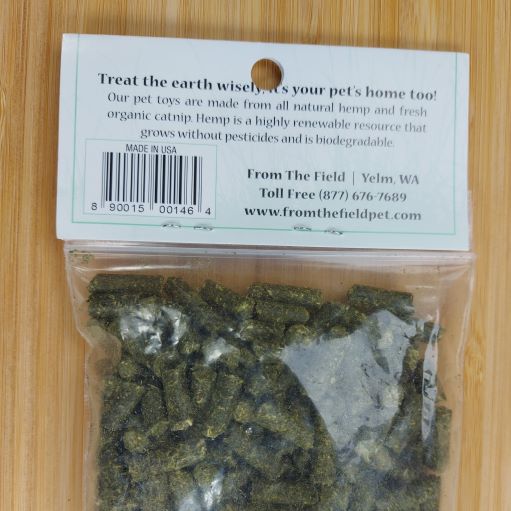 Treat the earth wisely, it's your pet's home too!
Our pet toys are made from all natural hemp and fresh
organic catnip. Hemp is a highly renewable resource that
grows without pesticides and is biodegradable.
MADE IN USA
8 90015 00146 4
From The Field | Yelm, WA
Toll Free (877) 676-7689
www.fromthefieldpet.com